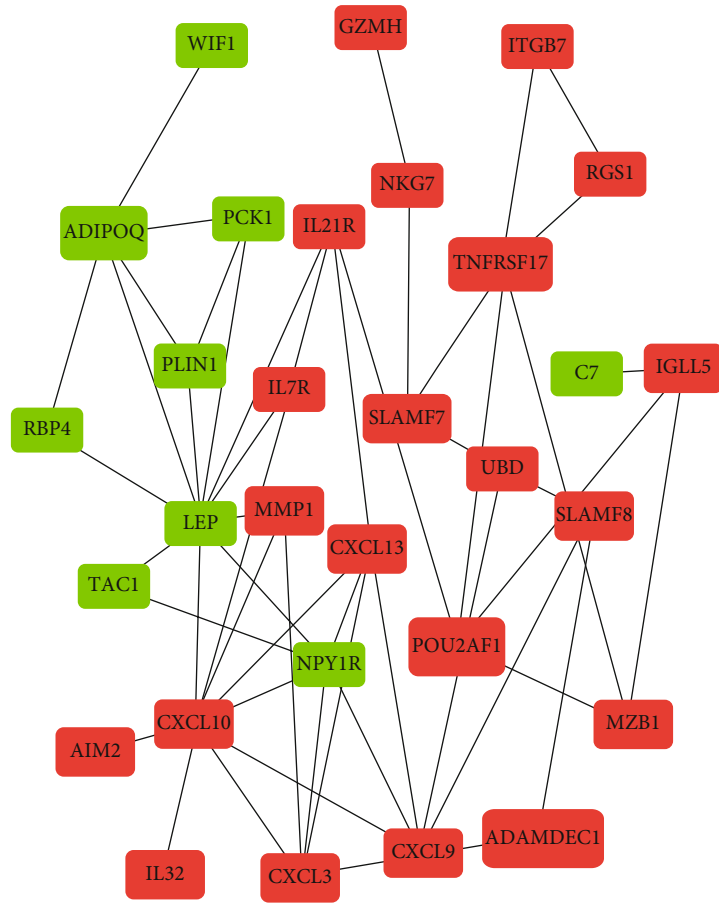 GZMH
WIF1
ITGB7
RGS1
NKG7
PCK1
IL21R
ADIPOQ
TNFRSF17
PLIN1
IGLL5
C7
IL7R
SLAMF7
RBP4
UBD
MMP1
SLAMF8
LEP
CXCL13
TAC1
POU2AF1
NPY1R
CXCL10
MZB1
AIM2
ADAMDEC1
CXCL9
IL32
CXCL3